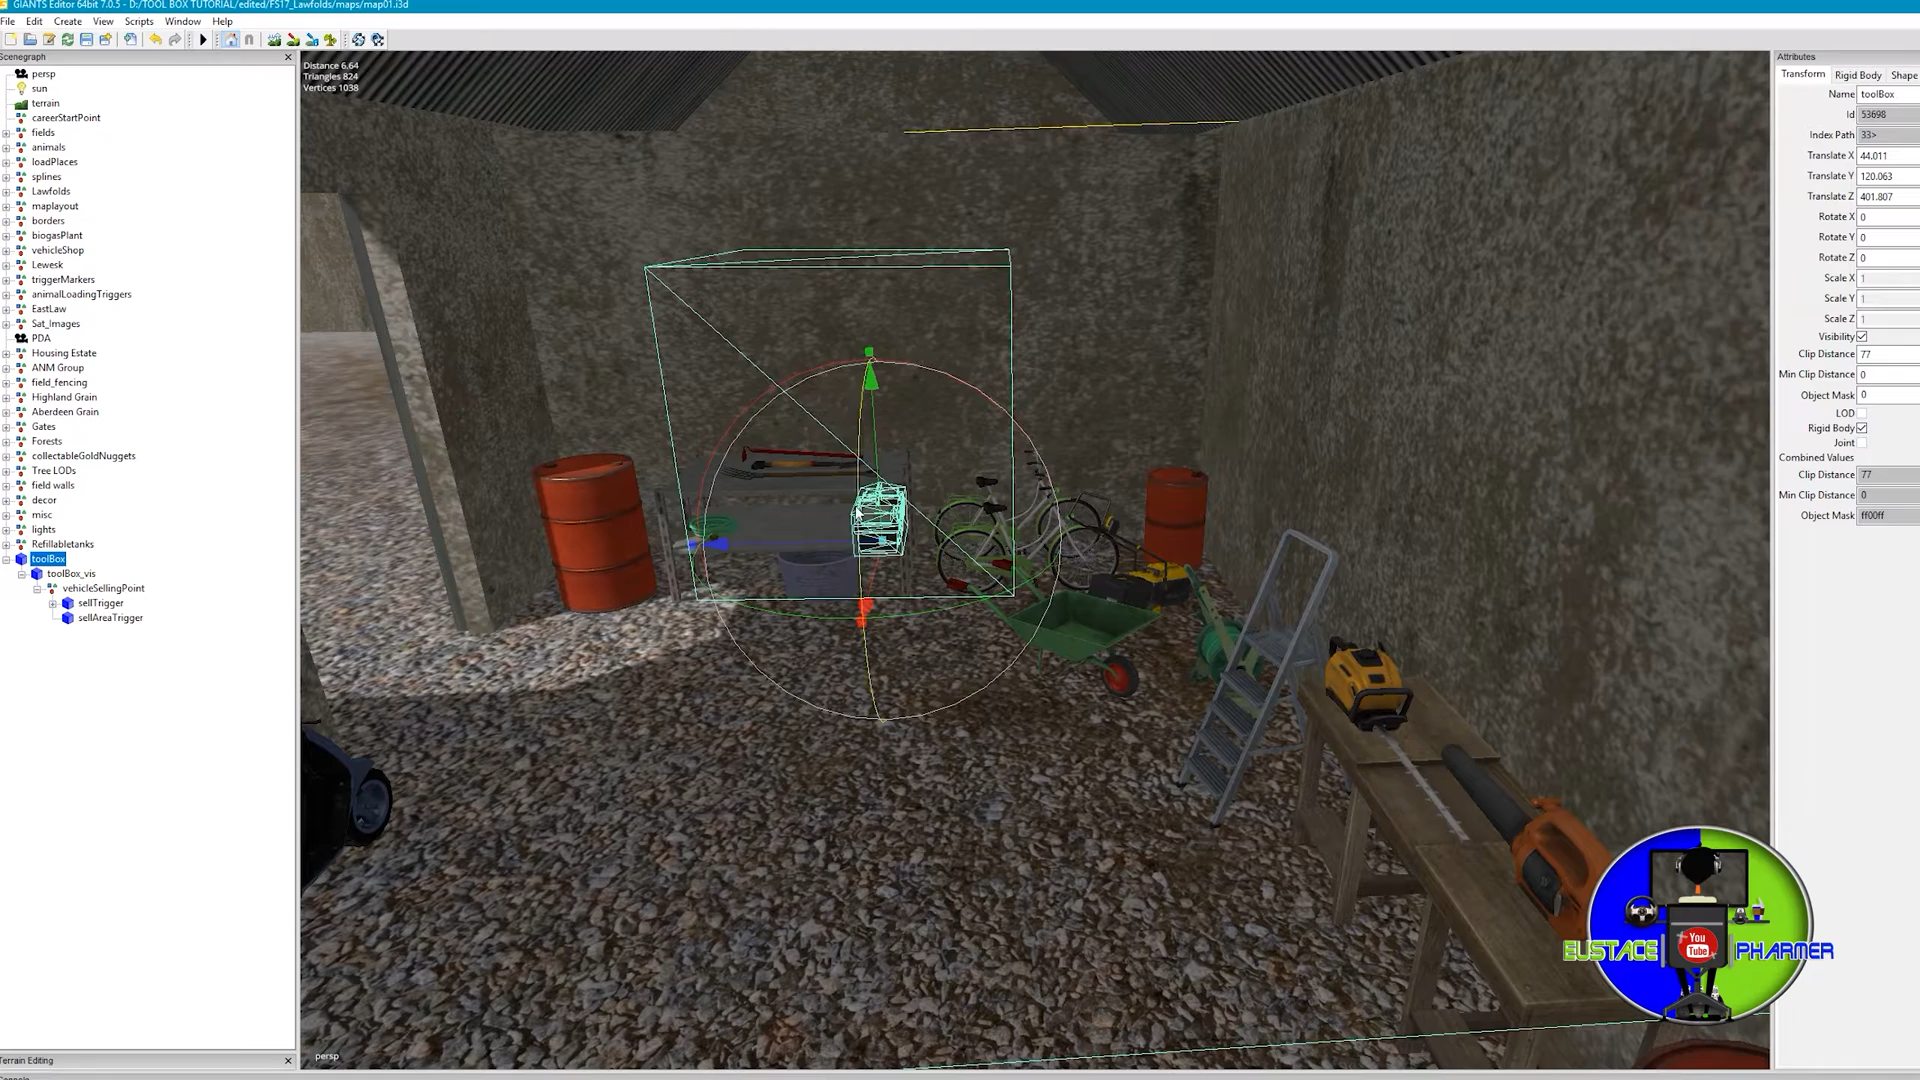 GIANTS Editor 64bit 7.0.5 - D:/TOOL BOX TUTORIAL/edited/FS17_Lawfolds/maps/map01.i3d
File Edit Create View Scripts Window Help
Scenegraph
persp
sun
terrain
careerStartPoint
fields
animals
loadPlaces
splines
Lawfolds
maplayout
borders
biogasPlant
vehicleShop
Lewesk
triggerMarkers
animalLoadingTriggers
EastLaw
Sat_Images
PDA
Housing Estate
ANM Group
field_fencing
Highland Grain
Aberdeen Grain
Gates
Forests
collectableGoldNuggets
Tree LODs
field walls
decor
misc
lights
Refillabletanks
toolBox
toolBox_vis
vehicleSellingPoint
sellTrigger
sellAreaTrigger
Terrain Editing
Distance 6.64
Triangles 824
Vertices 1038
persp
Attributes
Transform Rigid Body Shape
Name toolBox
Id 53698
Index Path 33>
Translate X 44.011
Translate Y 120.063
Translate Z 401.807
Rotate X 0
Rotate Y 0
Rotate Z 0
Scale X 1
Scale Y 1
Scale Z 1
Visibility
Clip Distance 77
Min Clip Distance 0
Object Mask 0
LOD
Rigid Body
Joint
Combined Values
Clip Distance 77
Min Clip Distance 0
Object Mask ff00ff
EUSTACE You Tube PHARMER